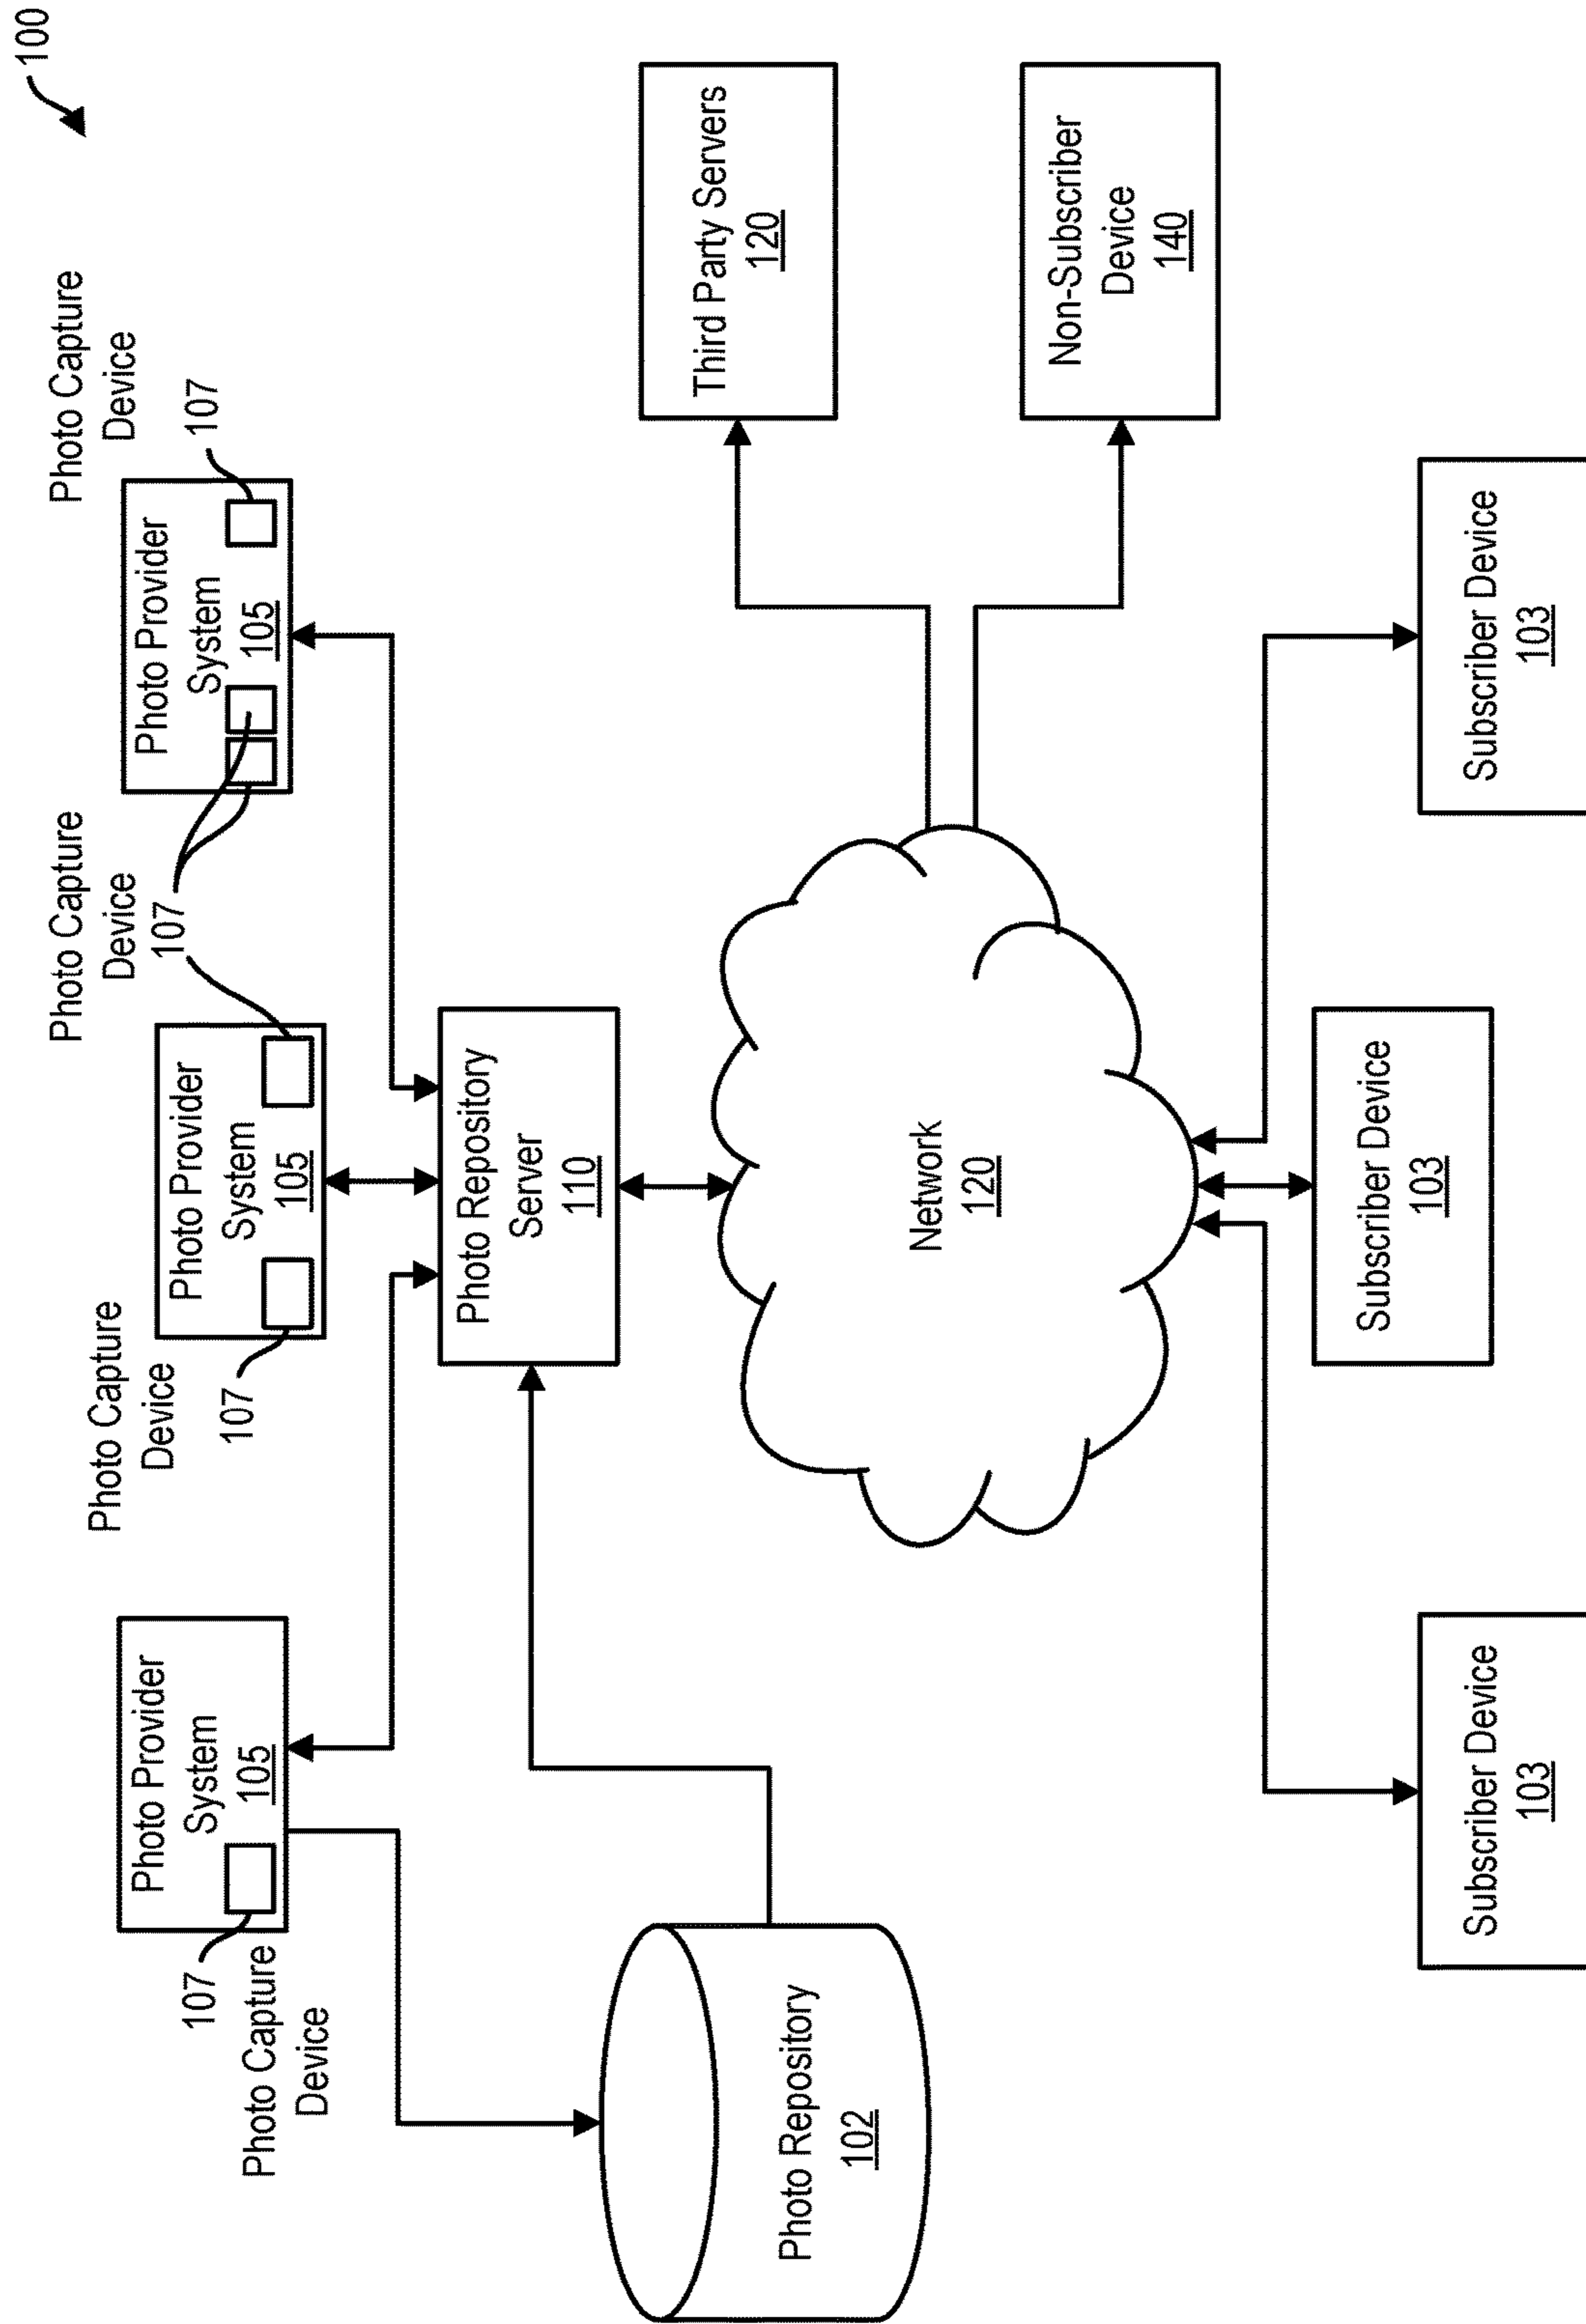 100
Photo Capture
Device
107
Photo Capture
Device
107
Photo Capture
Device
107
107
Photo Capture
Device
Photo Provider
System
105
Photo Provider
System
105
Photo Provider
System
105
Photo Repository
Server
110
Photo Repository
102
Network
120
Third Party Servers
120
Non-Subscriber
Device
140
Subscriber Device
103
Subscriber Device
103
Subscriber Device
103